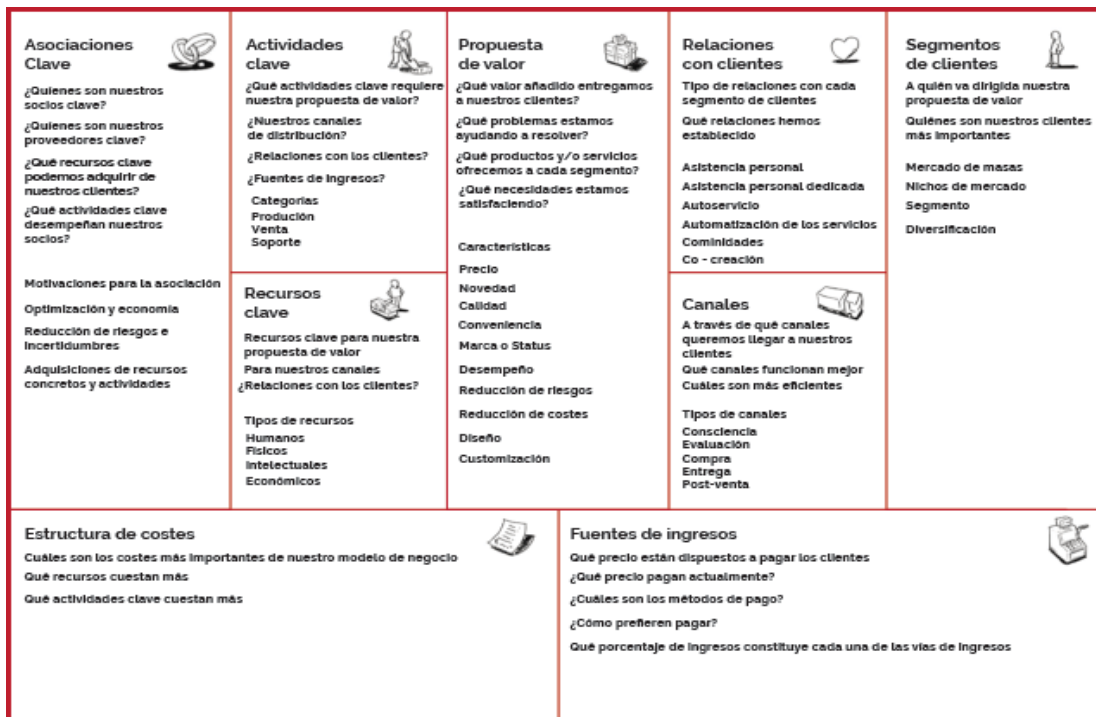 Asociaciones
Clave
¿Quienes son nuestros
socios clave?
¿Quienes son nuestros
proveedores clave?
¿Qué recursos clave
podemos adquirir de
nuestros clientes?
¿Qué actividades clave
desempeñan nuestros
socios?
Motivaciones para la asociación
Optimización y economia
Reducción de riesgos e
incertidumbres
Adquisiciones de recursos
concretos y actividades
Actividades
clave
¿Qué actividades clave requiere
nuestra propuesta de valor?
¿Nuestros canales
de distribución?
¿Relaciones con los clientes?
¿Fuentes de ingresos?
Categorias
Produción
Venta
Soporte
Recursos
clave
Recursos clave para nuestra
propuesta de valor
Para nuestros canales
¿Relaciones con los clientes?
Tipos de recursos
Humanos
Físicos
Intelectuales
Económicos
Propuesta
de valor
¿Qué valor añadido entregamos
a nuestros clientes?
¿Qué problemas estamos
ayudando a resolver?
¿Qué productos y/o servicios
ofrecemos a cada segmento?
¿Qué necesidades estamos
satisfaciendo?
Características
Precio
Novedad
Calidad
Conveniencia
Marca o Status
Desempeño
Reducción de riesgos
Reducción de costes
Diseño
Customización
Relaciones
con clientes
Tipo de relaciones con cada
segmento de clientes
Qué relaciones hemos
establecido
Asistencia personal
Asistencia personal dedicada
Autoservicio
Automatización de los servicios
Cominidades
Co - creación
Canales
A través de qué canales
queremos llegar a nuestros
clientes
Qué canales funcionan mejor
Cuáles son más eficientes
Tipos de canales
Consciencia
Evaluación
Compra
Entrega
Post-venta
Segmentos
de clientes
A quién va dirigida nuestra
propuesta de valor
Quiénes son nuestros clientes
más importantes
Mercado de masas
Nichos de mercado
Segmento
Diversificación
Estructura de costes
Cuáles son los costes más importantes de nuestro modelo de negocio
Qué recursos cuestan más
Qué actividades clave cuestan más
Fuentes de ingresos
Qué precio están dispuestos a pagar los clientes
¿Qué precio pagan actualmente?
¿Cuáles son los métodos de pago?
¿Cómo prefieren pagar?
Qué porcentaje de ingresos constituye cada una de las vías de ingresos